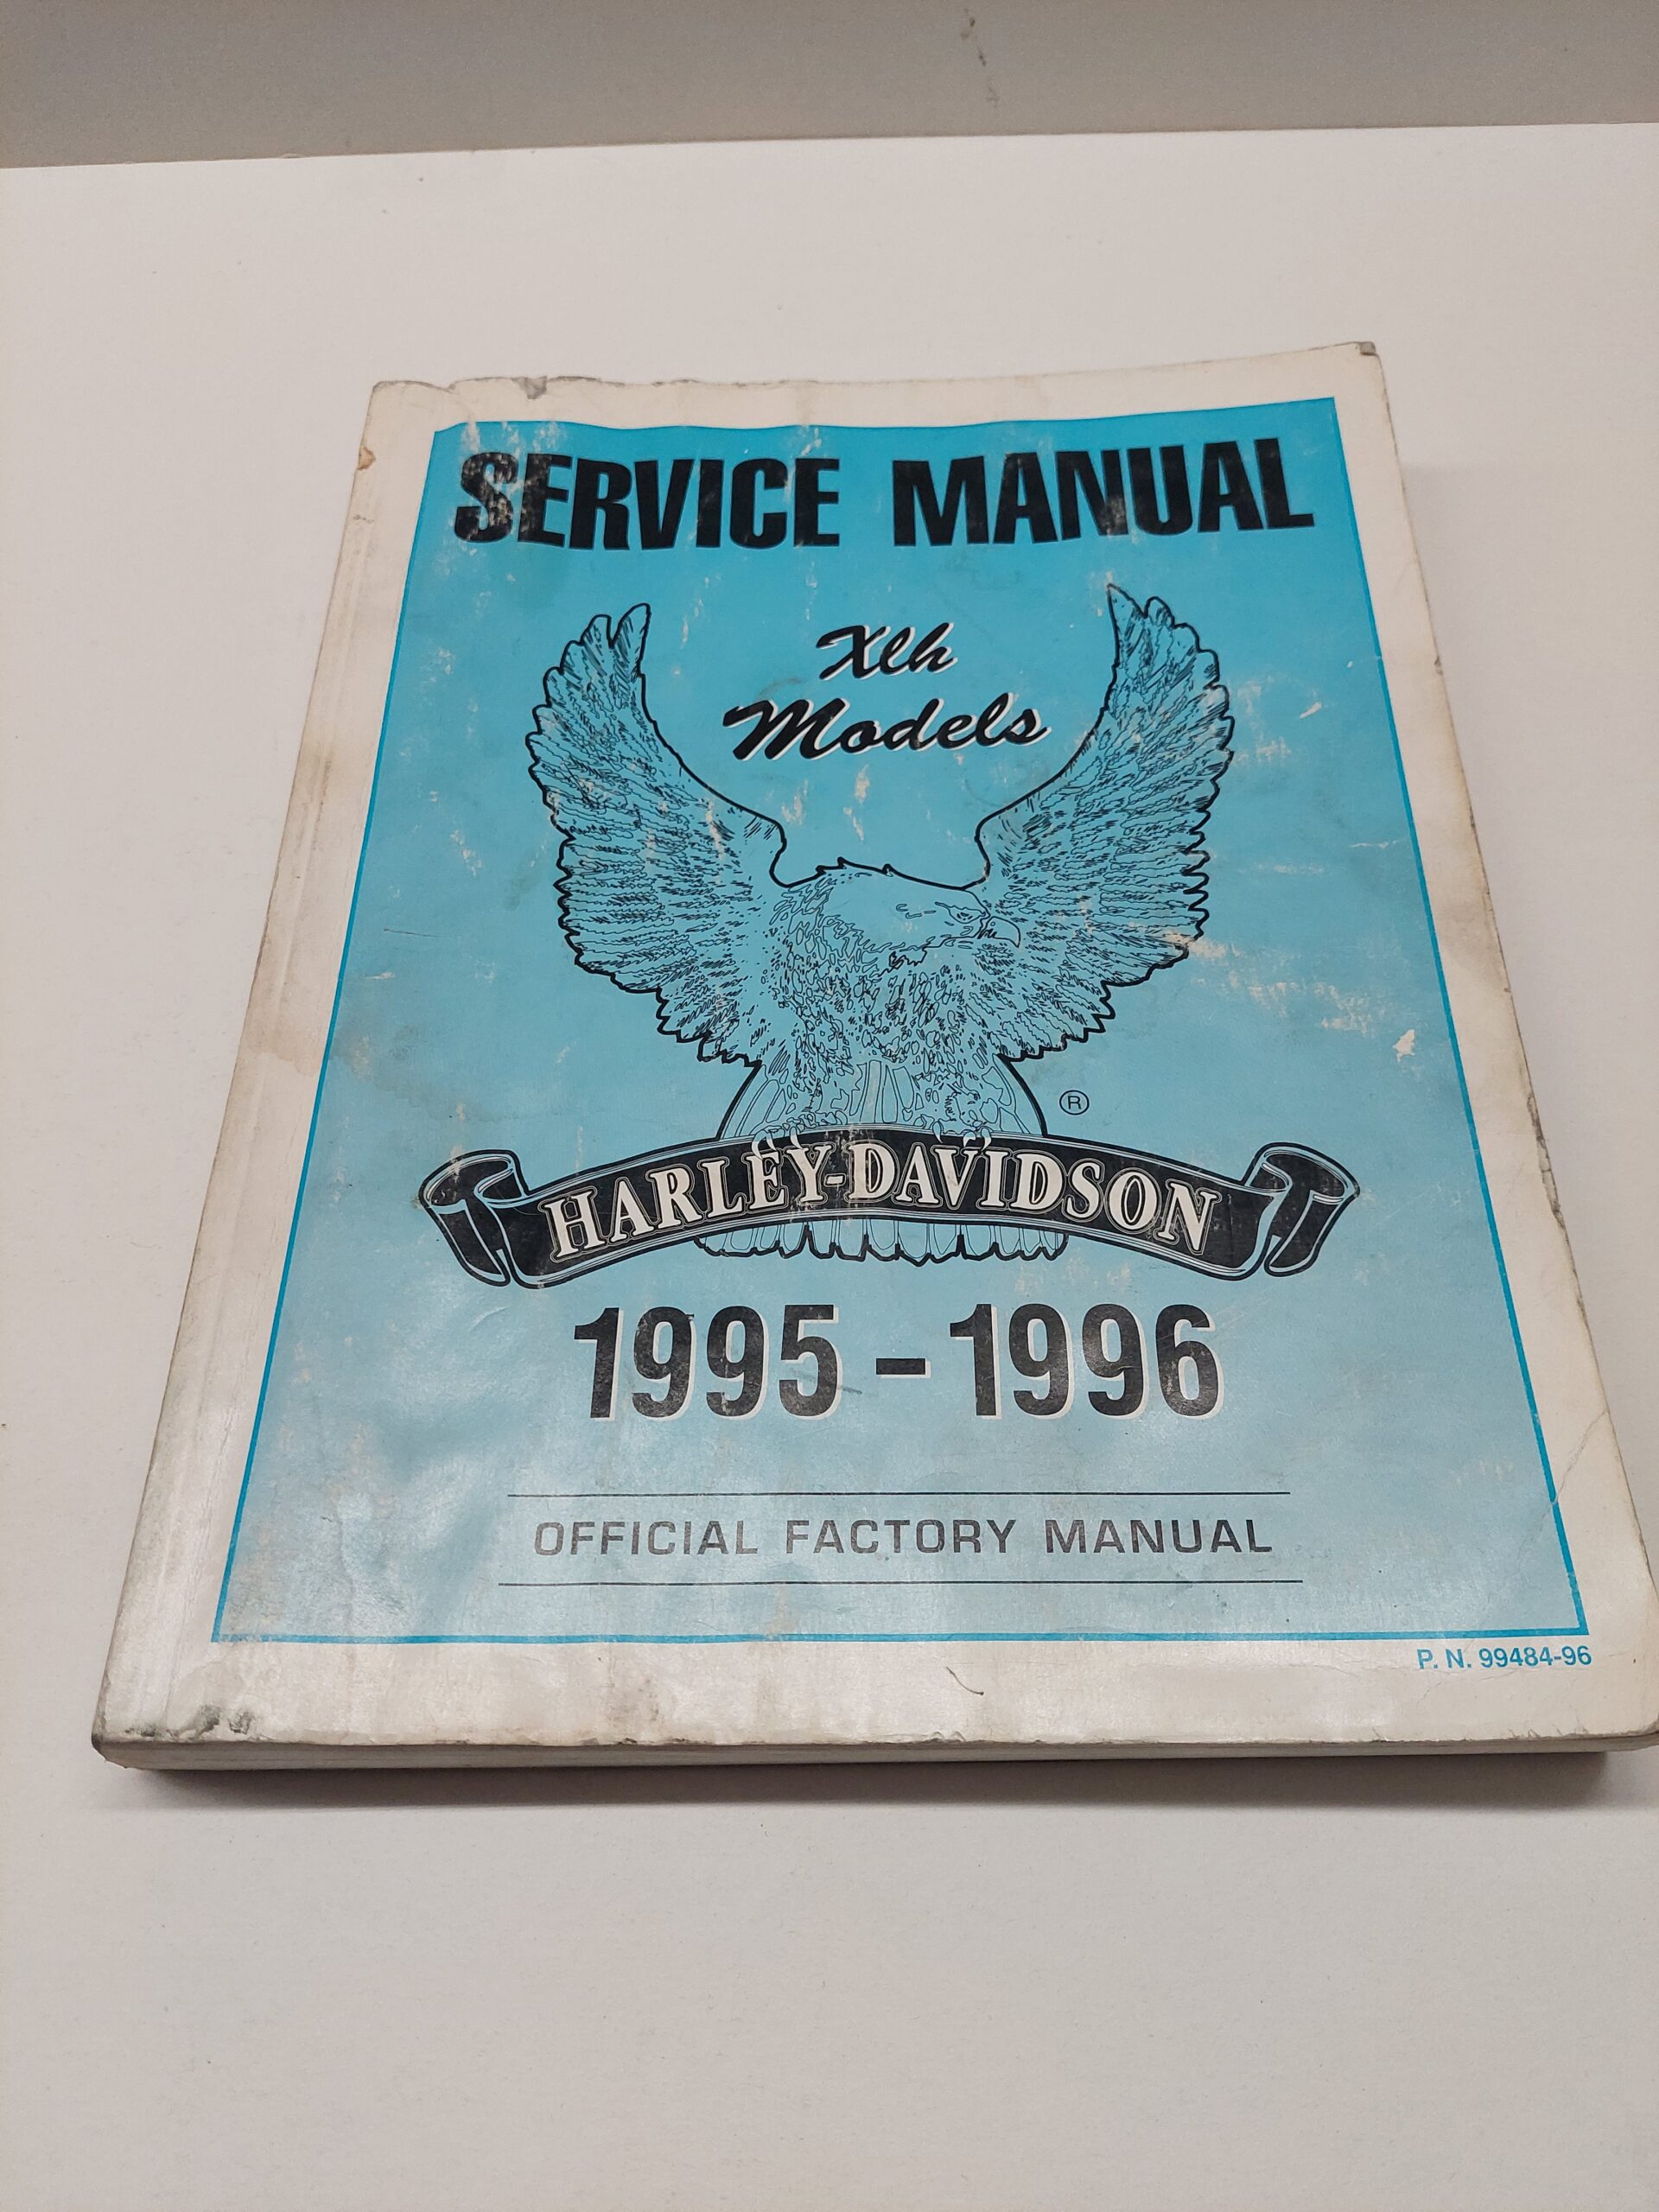 SERVICE MANUAL
Xlh
Models
®
HARLEY-DAVIDSON
1995 - 1996
OFFICIAL FACTORY MANUAL
P. N. 99484-96